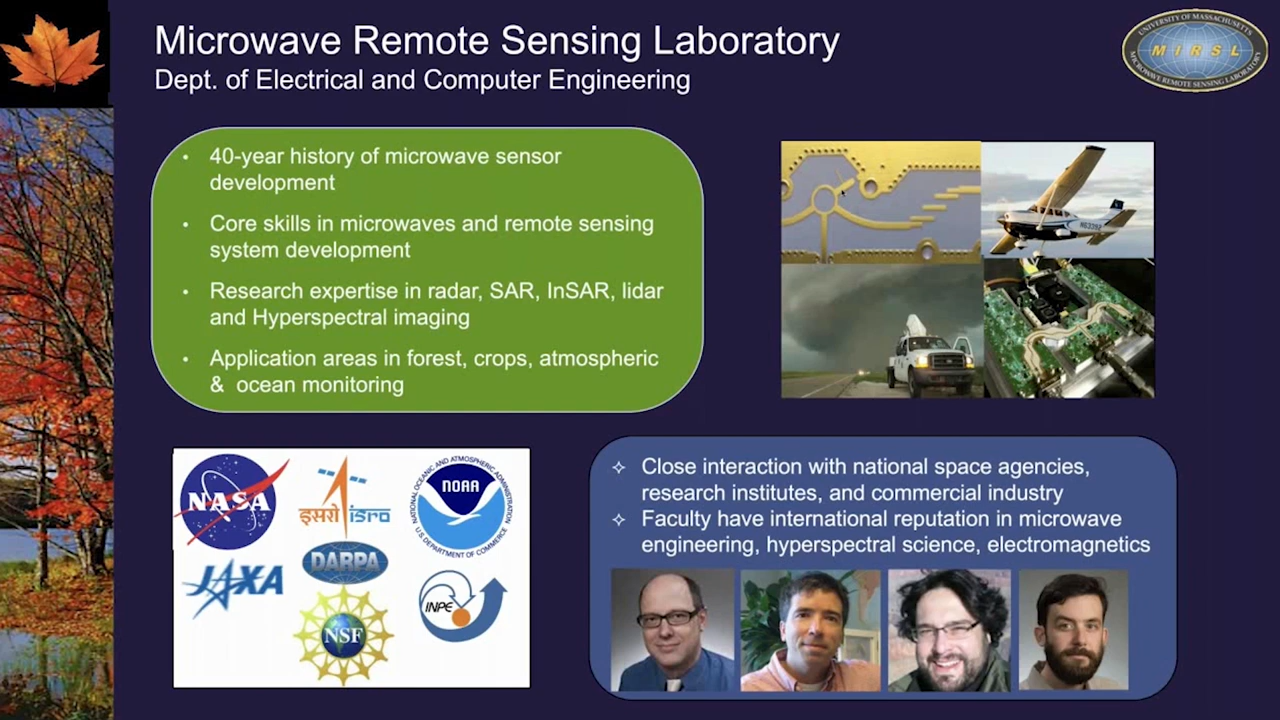 Microwave Remote Sensing Laboratory
Dept. of Electrical and Computer Engineering
UNIVERSITY OF MASSACHUSETTS
MIRSL
MICROWAVE REMOTE SENSING LABORATORY
• 40-year history of microwave sensor
development
• Core skills in microwaves and remote sensing
system development
• Research expertise in radar, SAR, InSAR, lidar
and Hyperspectral imaging
• Application areas in forest, crops, atmospheric
& ocean monitoring
NASA
इसरो isro
NATIONAL OCEANIC AND ATMOSPHERIC ADMINISTRATION
NOAA
U.S. DEPARTMENT OF COMMERCE
DARPA
JAXA
INPE
NSF
✧ Close interaction with national space agencies,
research institutes, and commercial industry
✧ Faculty have international reputation in microwave
engineering, hyperspectral science, electromagnetics